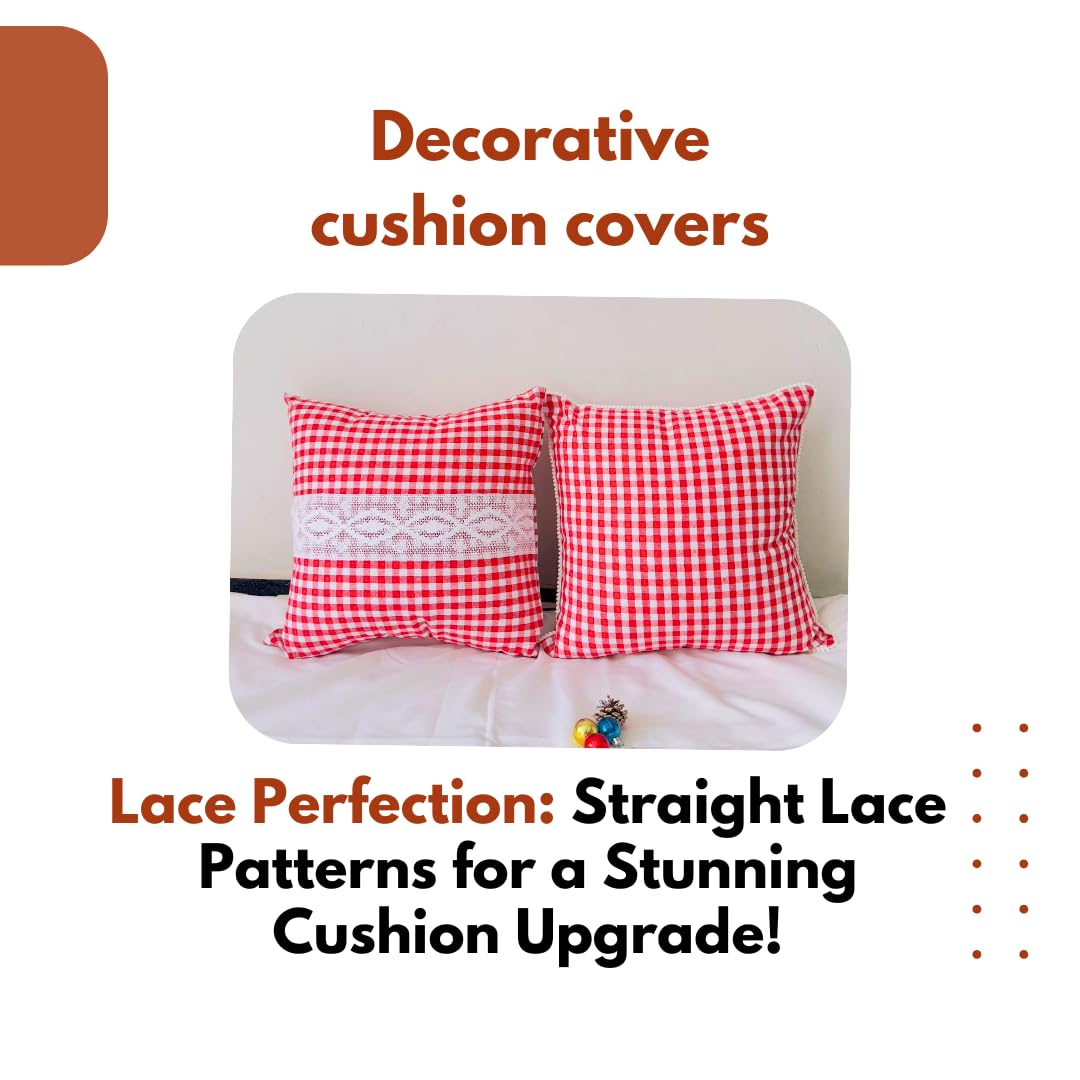 Decorative
cushion covers
Lace Perfection: Straight Lace
Patterns for a Stunning
Cushion Upgrade!